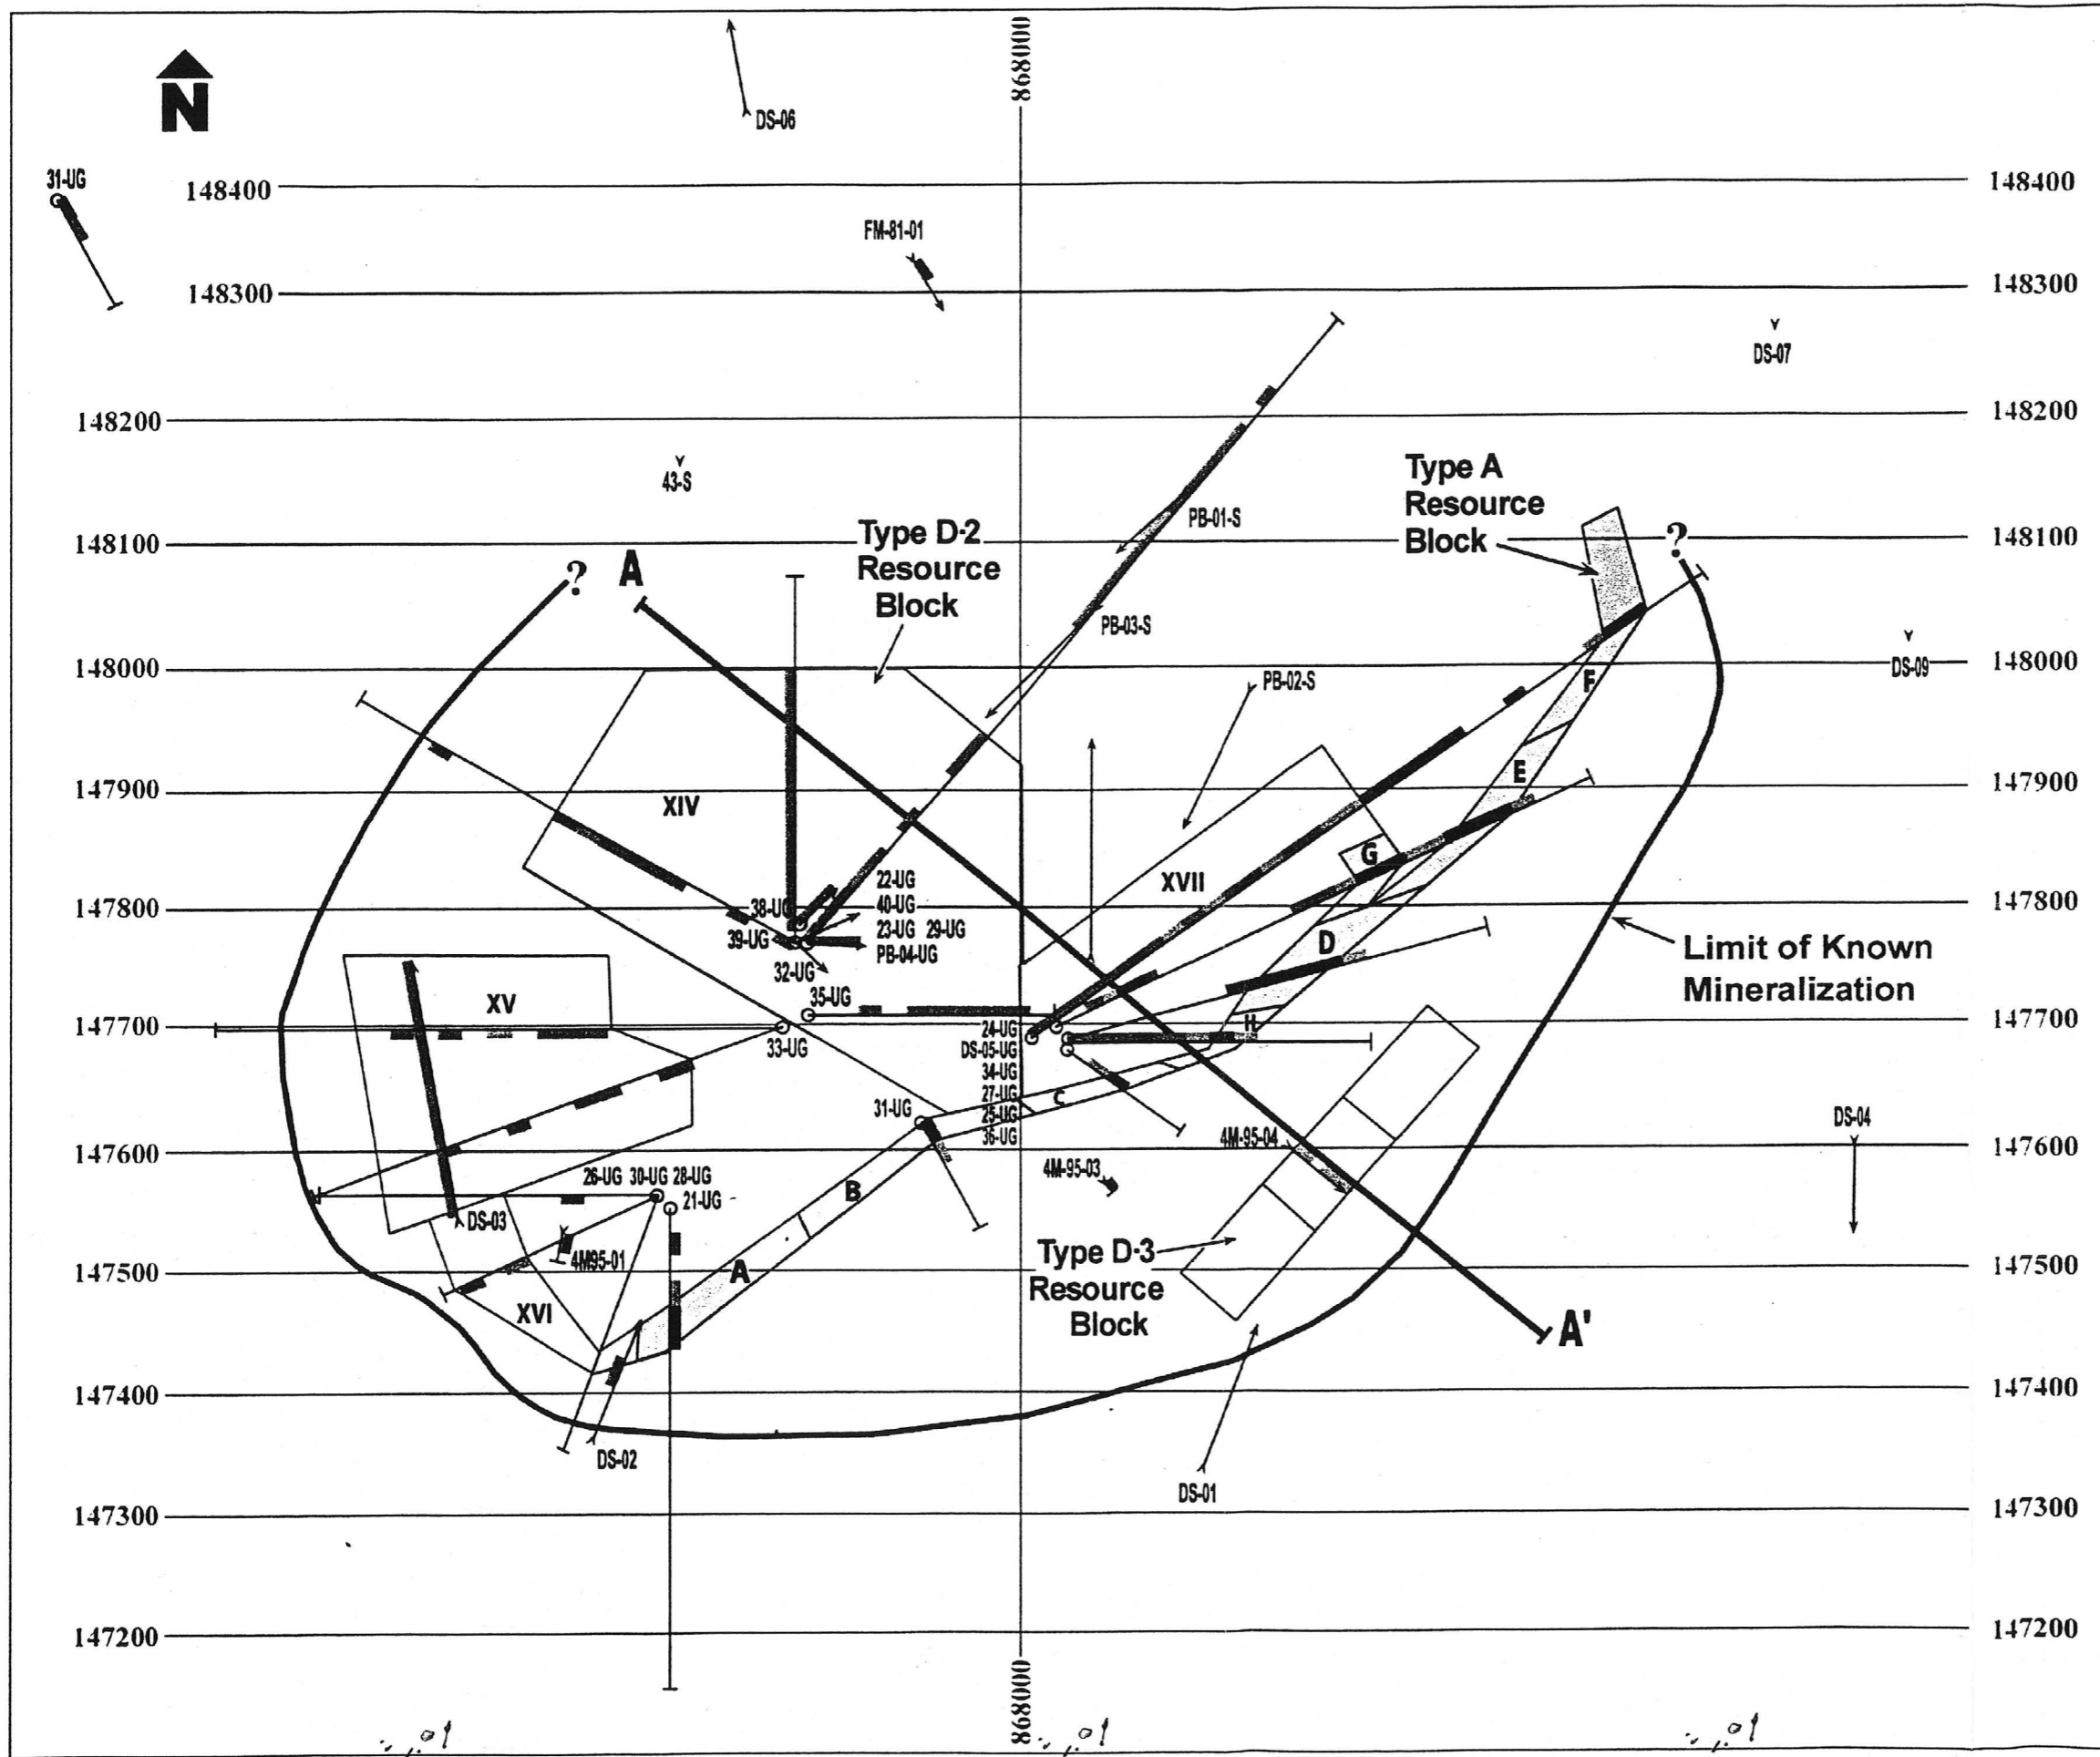 868000
N
DS-06
31-UG
148400
148400
FM-81-01
148300
148300
DS-07
148200
148200
43-S
Type A
Resource
Block
PB-01-S
Type D-2
Resource
Block
148100
148100
?
?
A
PB-03-S
148000
148000
DS-09
PB-02-S
F
E
147900
147900
XIV
G
XVII
22-UG
38-UG
40-UG
147800
147800
39-UG
23-UG 29-UG
PB-04-UG
D
Limit of Known
Mineralization
32-UG
35-UG
XV
147700
147700
24-UG
H
33-UG
DS-05-UG
34-UG
27-UG
C
31-UG
25-UG
36-UG
4M-95-04
DS-04
147600
147600
4M-95-03
26-UG 30-UG 28-UG
21-UG
B
DS-03
Type D-3
Resource
Block
4M95-01
147500
147500
A
XVI
A'
147400
147400
DS-02
DS-01
147300
147300
147200
147200
868000